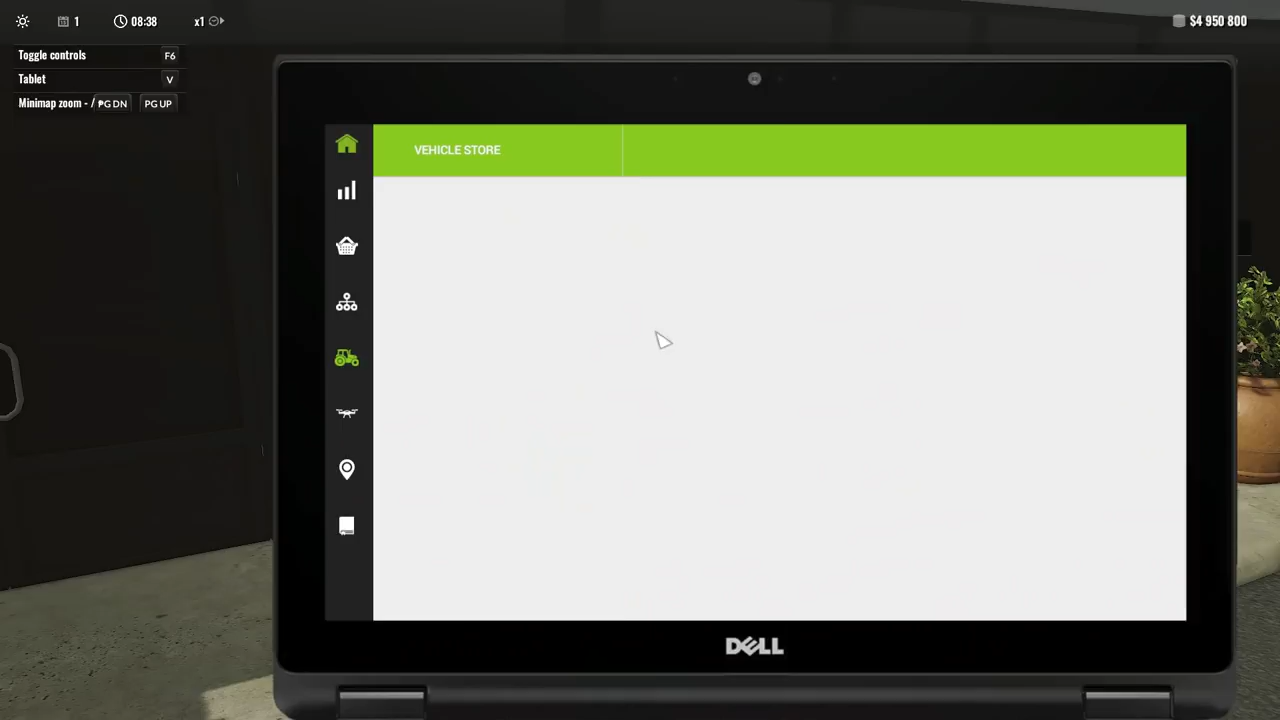 1 08:38 x1 $4 950 800
Toggle controls F6
Tablet V
Minimap zoom - / PG DN PG UP
VEHICLE STORE
DELL